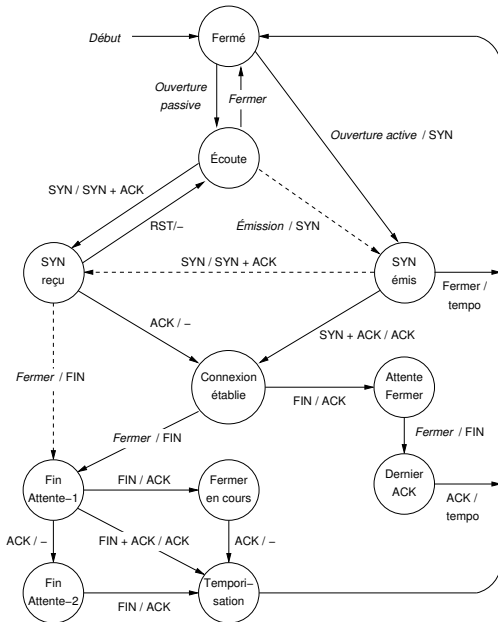 Début
Fermé
Ouverture
passive
Fermer
Ouverture active / SYN
Écoute
SYN / SYN + ACK
RST/−
Émission / SYN
SYN
reçu
SYN / SYN + ACK
SYN
émis
Fermer /
tempo
ACK / −
SYN + ACK / ACK
Fermer / FIN
Connexion
établie
FIN / ACK
Attente
Fermer
Fermer / FIN
Fermer / FIN
Fin
Attente−1
FIN / ACK
Fermer
en cours
Dernier
ACK
ACK /
tempo
ACK / −
FIN + ACK / ACK
ACK / −
Fin
Attente−2
FIN / ACK
Tempori−
sation